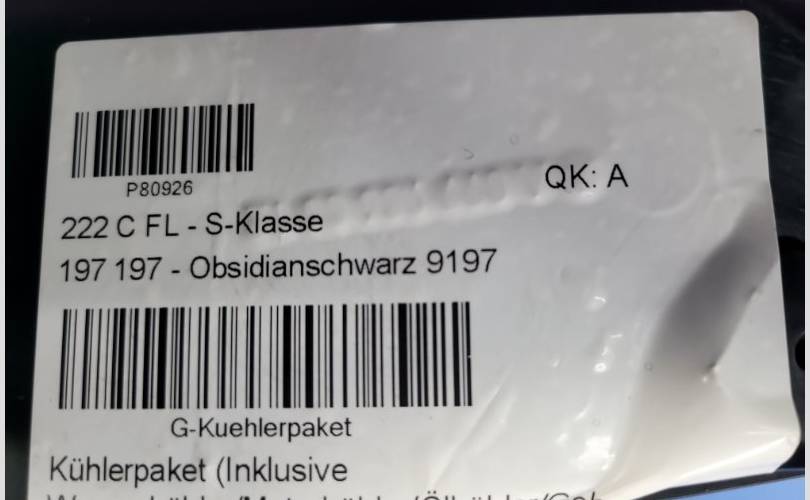 P80926
QK: A
222 C FL - S-Klasse
197 197 - Obsidianschwarz 9197
G-Kuehlerpaket
Kühlerpaket (Inklusive